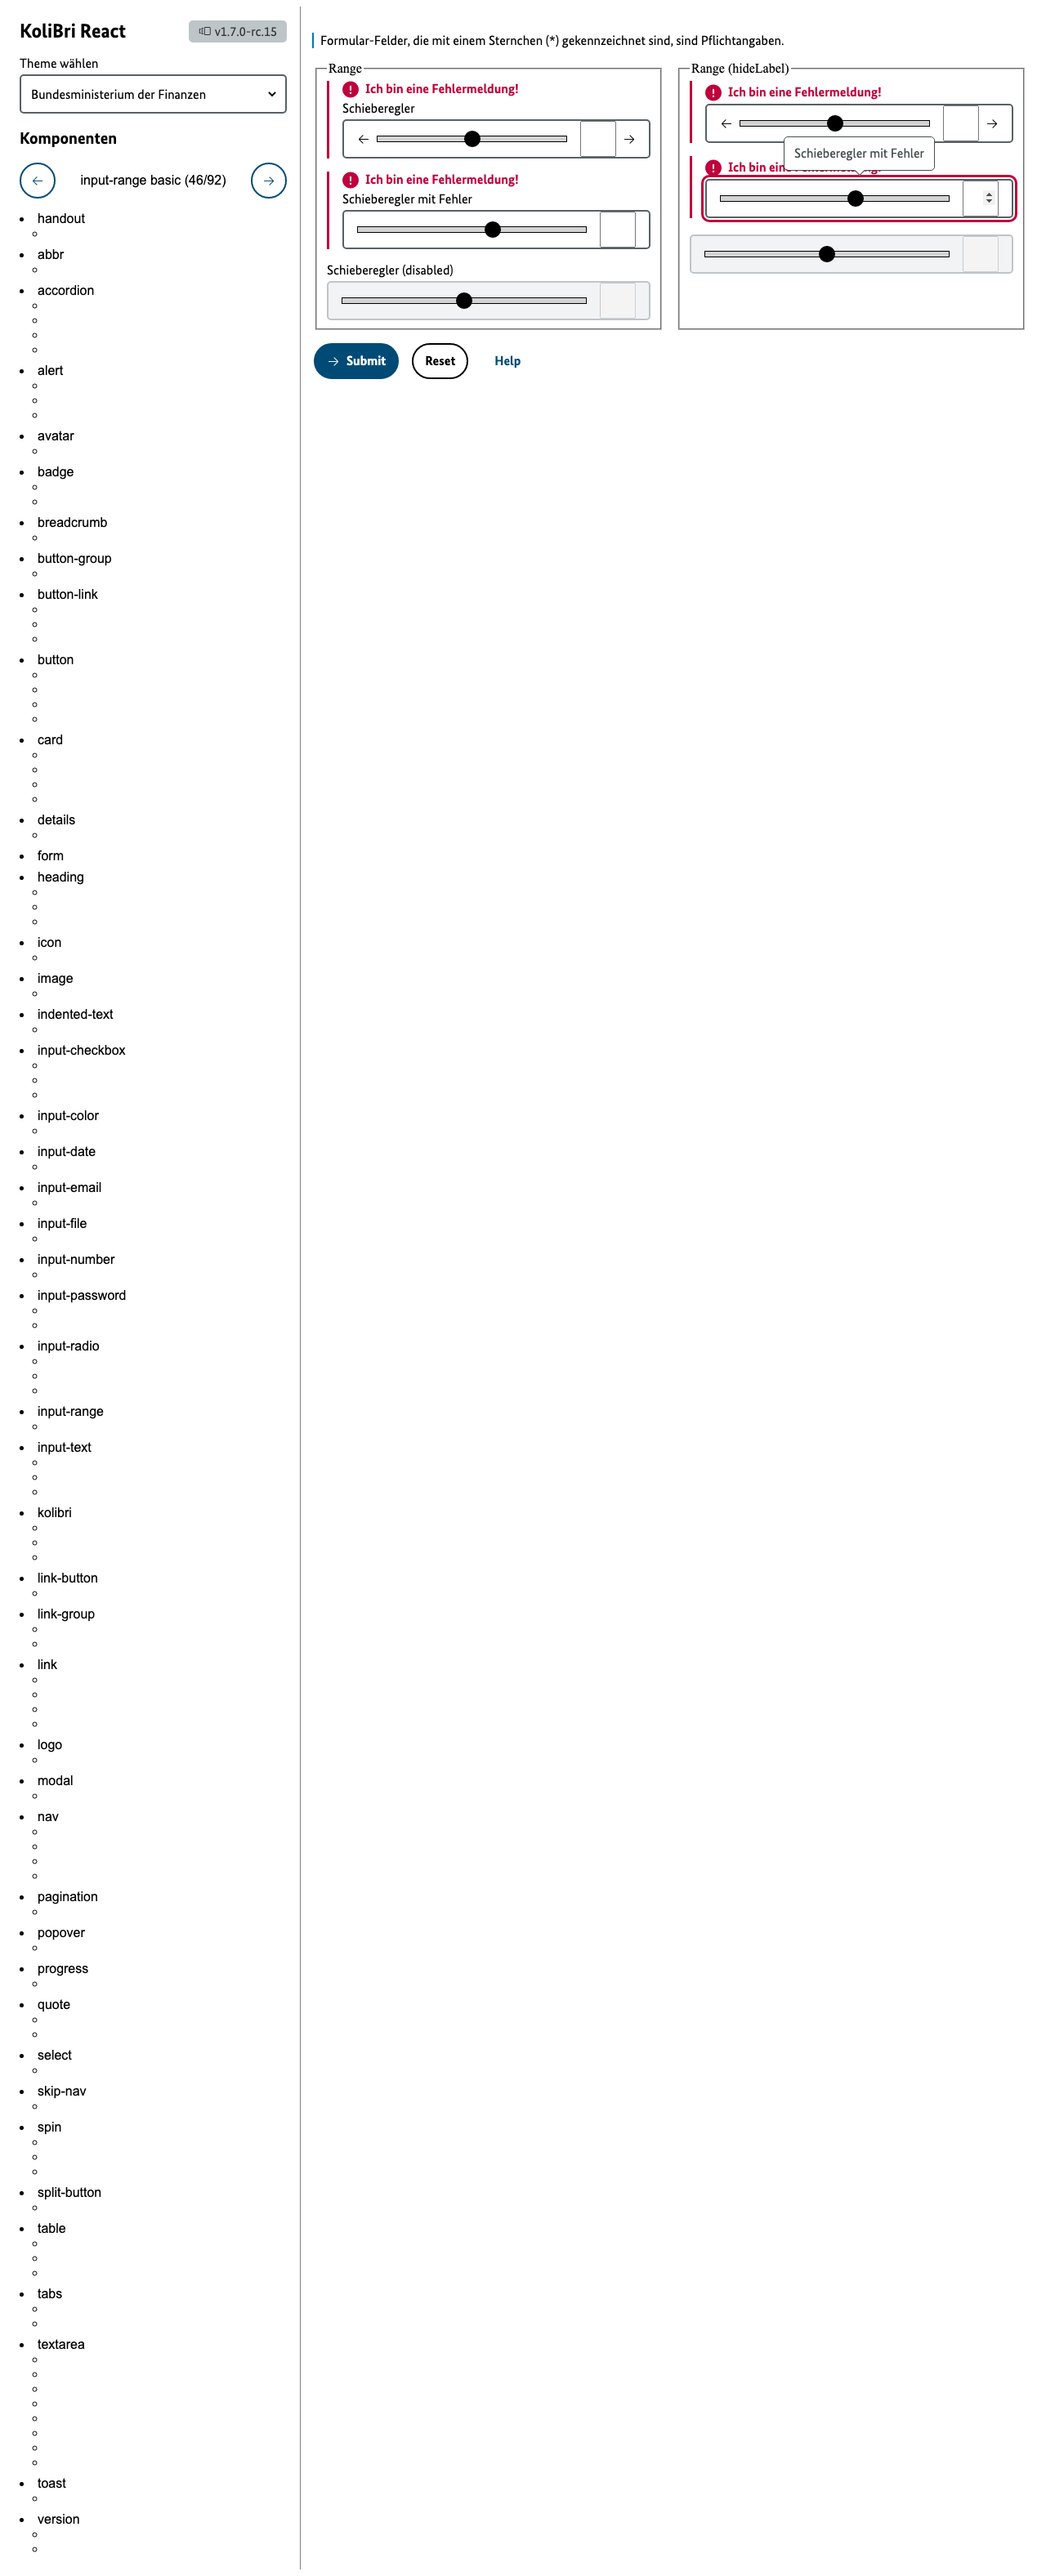 KoliBri React
v1.7.0-rc.15
Theme wählen
Bundesministerium der Finanzen
Komponenten
input-range basic (46/92)
handout
abbr
accordion
alert
avatar
badge
breadcrumb
button-group
button-link
button
card
details
form
heading
icon
image
indented-text
input-checkbox
input-color
input-date
input-email
input-file
input-number
input-password
input-radio
input-range
input-text
kolibri
link-button
link-group
link
logo
modal
nav
pagination
popover
progress
quote
select
skip-nav
spin
split-button
table
tabs
textarea
toast
version
Formular-Felder, die mit einem Sternchen (*) gekennzeichnet sind, sind Pflichtangaben.
Range
Ich bin eine Fehlermeldung!
Schieberegler
Ich bin eine Fehlermeldung!
Schieberegler mit Fehler
Schieberegler (disabled)
Range (hideLabel)
Ich bin eine Fehlermeldung!
Schieberegler mit Fehler
Ich bin eine Fehlermeldung!
Submit
Reset
Help